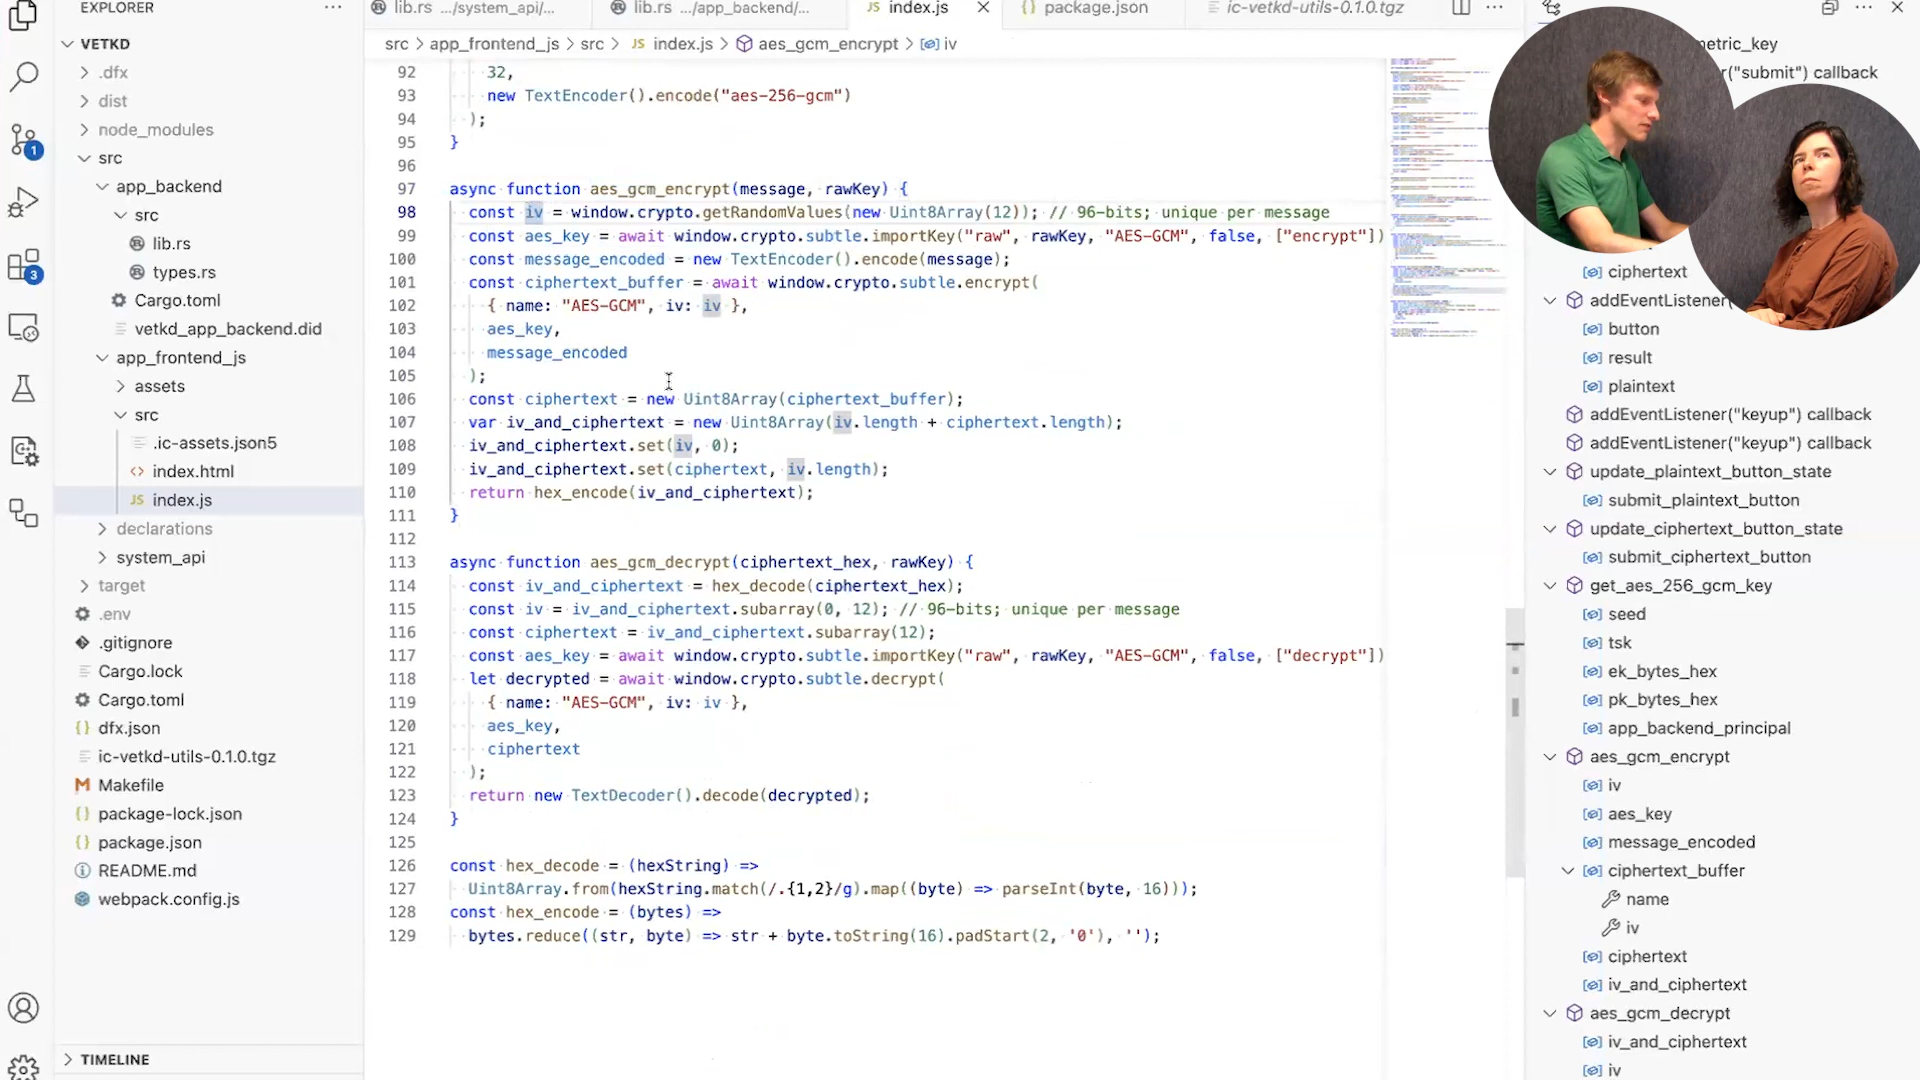 EXPLORER
VETKD
.dfx
dist
node_modules
src
app_backend
src
lib.rs
types.rs
Cargo.toml
vetkd_app_backend.did
app_frontend_js
assets
src
.ic-assets.json5
index.html
JS index.js
declarations
system_api
target
.env
.gitignore
Cargo.lock
Cargo.toml
dfx.json
ic-vetkd-utils-0.1.0.tgz
Makefile
package-lock.json
package.json
README.md
webpack.config.js
TIMELINE
1
3
lib.rs .../system_api/...
lib.rs .../app_backend/...
JS index.js
package.json
ic-vetkd-utils-0.1.0.tgz
src > app_frontend_js > src > JS index.js > aes_gcm_encrypt > iv
92 32,
93 new TextEncoder().encode("aes-256-gcm")
94 );
95 }
96
97 async function aes_gcm_encrypt(message, rawKey) {
98 const iv = window.crypto.getRandomValues(new Uint8Array(12)); // 96-bits; unique per message
99 const aes_key = await window.crypto.subtle.importKey("raw", rawKey, "AES-GCM", false, ["encrypt"])
100 const message_encoded = new TextEncoder().encode(message);
101 const ciphertext_buffer = await window.crypto.subtle.encrypt(
102 { name: "AES-GCM", iv: iv },
103 aes_key,
104 message_encoded
105 );
106 const ciphertext = new Uint8Array(ciphertext_buffer);
107 var iv_and_ciphertext = new Uint8Array(iv.length + ciphertext.length);
108 iv_and_ciphertext.set(iv, 0);
109 iv_and_ciphertext.set(ciphertext, iv.length);
110 return hex_encode(iv_and_ciphertext);
111 }
112
113 async function aes_gcm_decrypt(ciphertext_hex, rawKey) {
114 const iv_and_ciphertext = hex_decode(ciphertext_hex);
115 const iv = iv_and_ciphertext.subarray(0, 12); // 96-bits; unique per message
116 const ciphertext = iv_and_ciphertext.subarray(12);
117 const aes_key = await window.crypto.subtle.importKey("raw", rawKey, "AES-GCM", false, ["decrypt"])
118 let decrypted = await window.crypto.subtle.decrypt(
119 { name: "AES-GCM", iv: iv },
120 aes_key,
121 ciphertext
122 );
123 return new TextDecoder().decode(decrypted);
124 }
125
126 const hex_decode = (hexString) =>
127 Uint8Array.from(hexString.match(/.{1,2}/g).map((byte) => parseInt(byte, 16)));
128 const hex_encode = (bytes) =>
129 bytes.reduce((str, byte) => str + byte.toString(16).padStart(2, '0'), '');
metric_key
r("submit") callback
ciphertext
addEventListener(
button
result
plaintext
addEventListener("keyup") callback
addEventListener("keyup") callback
update_plaintext_button_state
submit_plaintext_button
update_ciphertext_button_state
submit_ciphertext_button
get_aes_256_gcm_key
seed
tsk
ek_bytes_hex
pk_bytes_hex
app_backend_principal
aes_gcm_encrypt
iv
aes_key
message_encoded
ciphertext_buffer
name
iv
ciphertext
iv_and_ciphertext
aes_gcm_decrypt
iv_and_ciphertext
iv